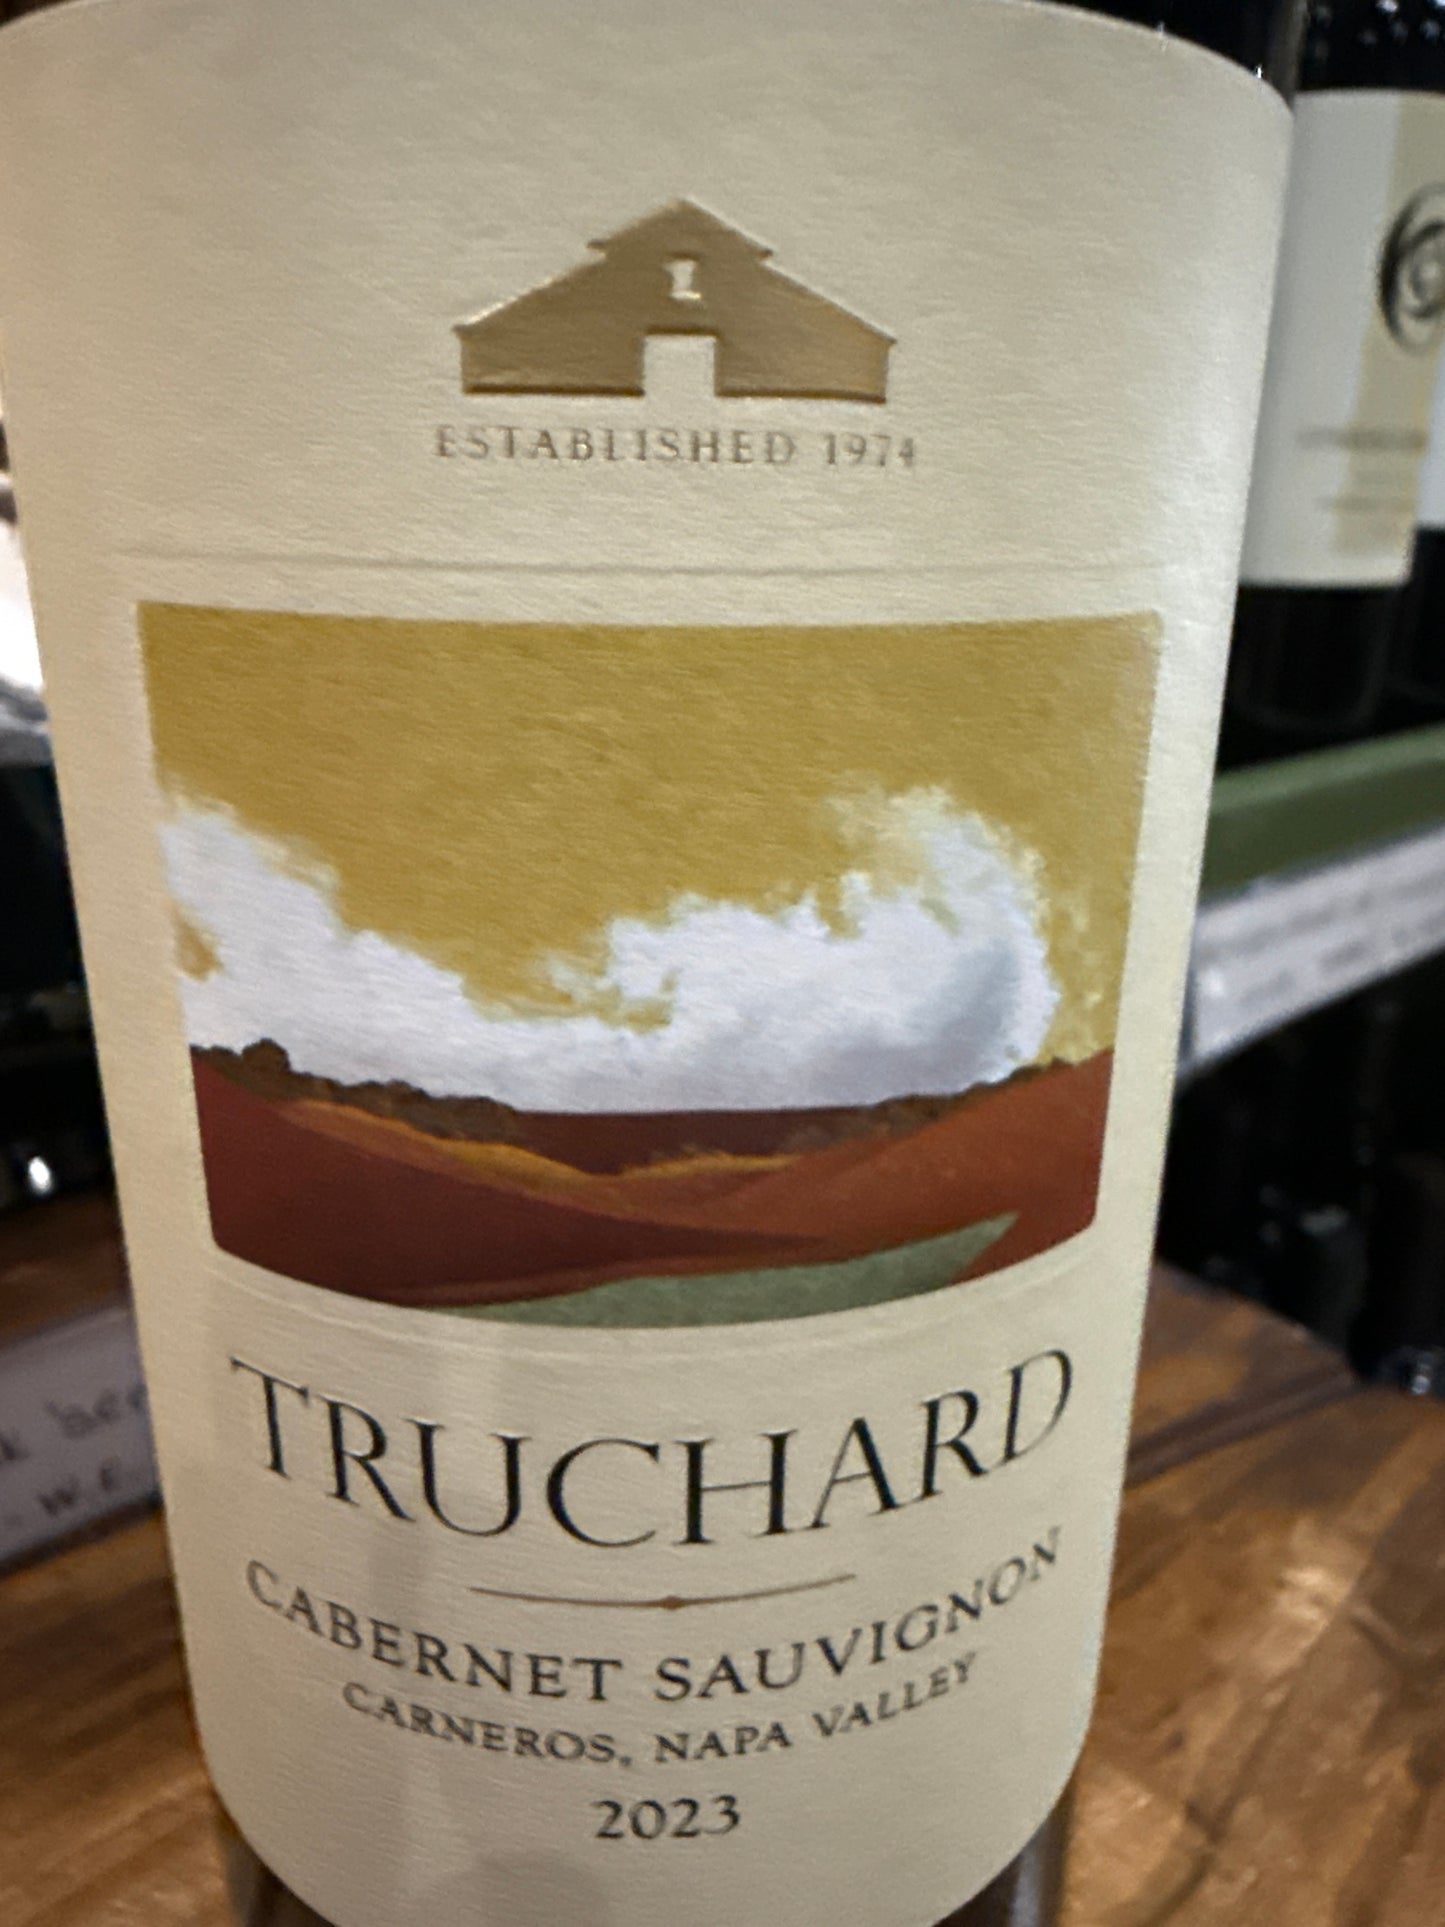 ESTABLISHED 1974
TRUCHARD
CABERNET SAUVIGNON
CARNEROS, NAPA VALLEY
2023